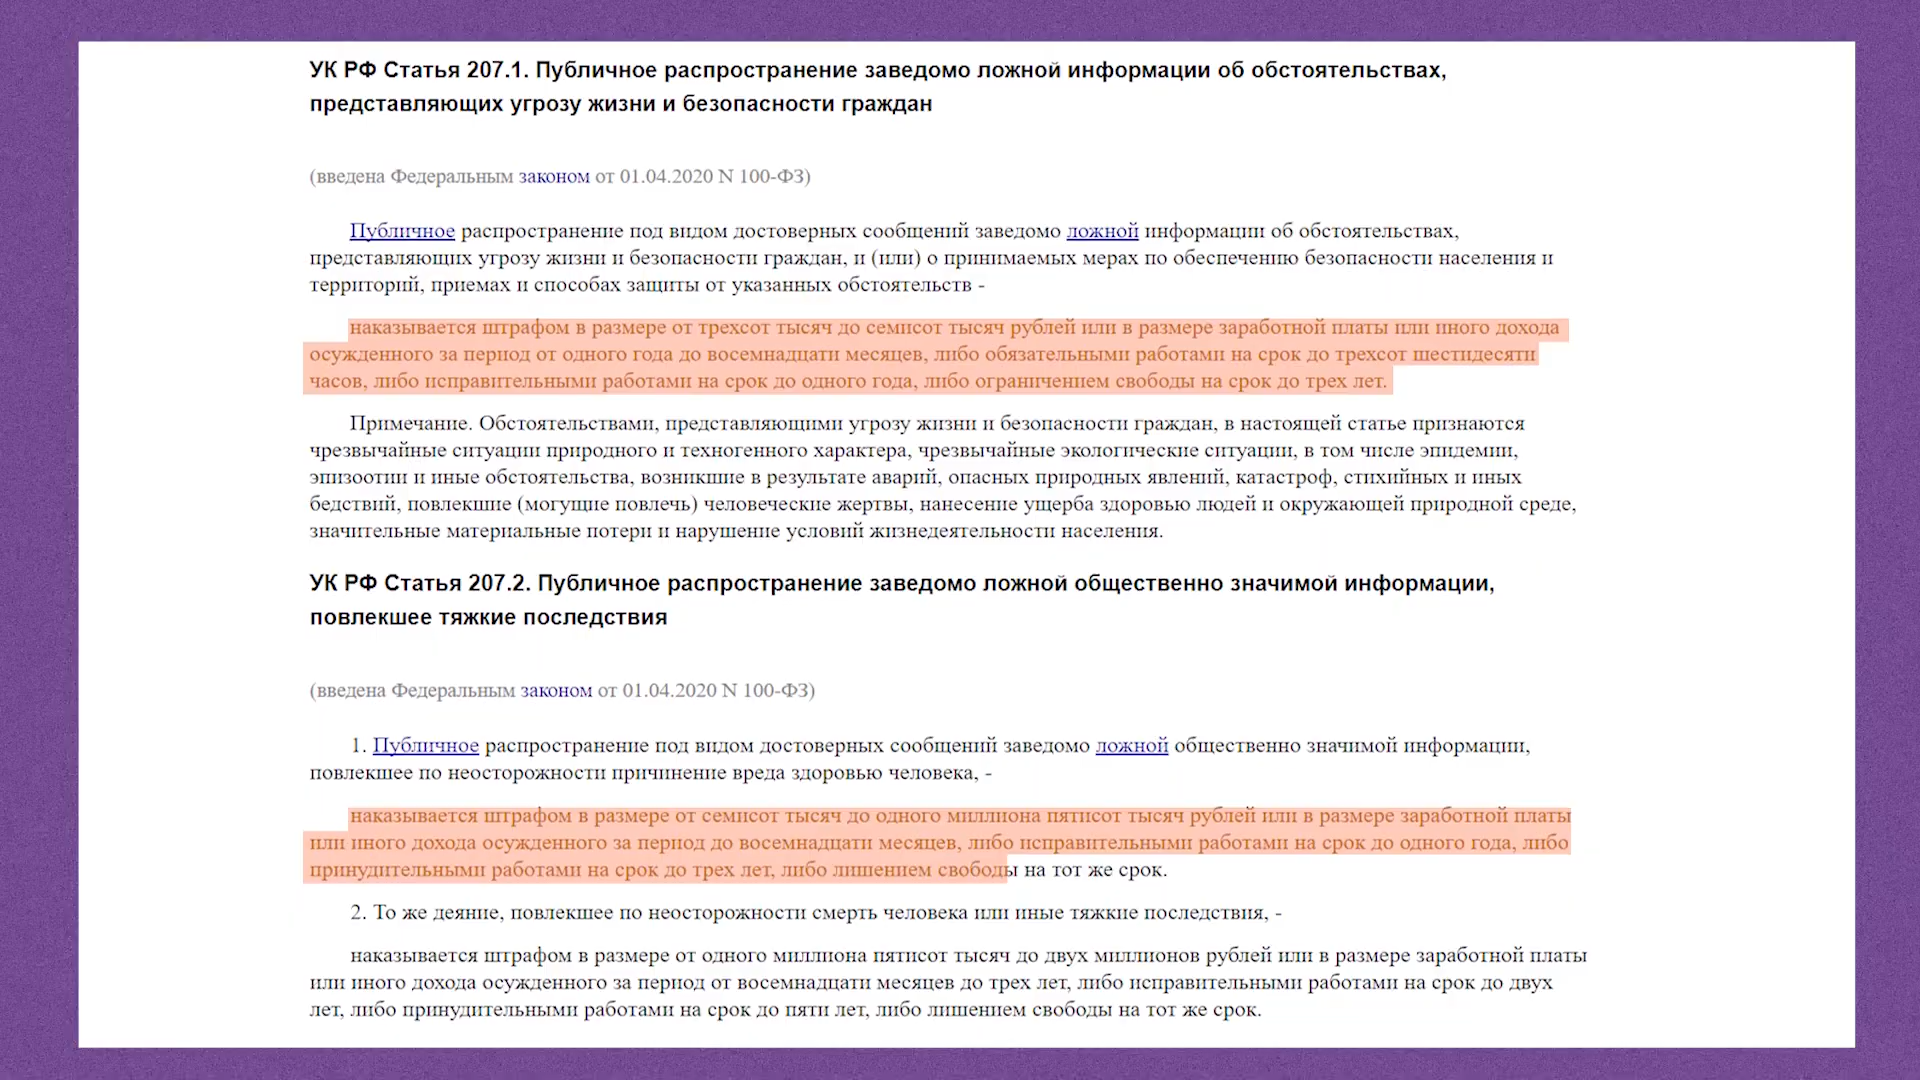 УК РФ Статья 207.1. Публичное распространение заведомо ложной информации об обстоятельствах,
представляющих угрозу жизни и безопасности граждан
(введена Федеральным законом от 01.04.2020 N 100-ФЗ)
Публичное распространение под видом достоверных сообщений заведомо ложной информации об обстоятельствах,
представляющих угрозу жизни и безопасности граждан, и (или) о принимаемых мерах по обеспечению безопасности населения и
территорий, приемах и способах защиты от указанных обстоятельств -
наказывается штрафом в размере от трехсот тысяч до семисот тысяч рублей или в размере заработной платы или иного дохода
осужденного за период от одного года до восемнадцати месяцев, либо обязательными работами на срок до трехсот шестидесяти
часов, либо исправительными работами на срок до одного года, либо ограничением свободы на срок до трех лет.
Примечание. Обстоятельствами, представляющими угрозу жизни и безопасности граждан, в настоящей статье признаются
чрезвычайные ситуации природного и техногенного характера, чрезвычайные экологические ситуации, в том числе эпидемии,
эпизоотии и иные обстоятельства, возникшие в результате аварий, опасных природных явлений, катастроф, стихийных и иных
бедствий, повлекшие (могущие повлечь) человеческие жертвы, нанесение ущерба здоровью людей и окружающей природной среде,
значительные материальные потери и нарушение условий жизнедеятельности населения.
УК РФ Статья 207.2. Публичное распространение заведомо ложной общественно значимой информации,
повлекшее тяжкие последствия
(введена Федеральным законом от 01.04.2020 N 100-ФЗ)
1. Публичное распространение под видом достоверных сообщений заведомо ложной общественно значимой информации,
повлекшее по неосторожности причинение вреда здоровью человека, -
наказывается штрафом в размере от семисот тысяч до одного миллиона пятисот тысяч рублей или в размере заработной платы
или иного дохода осужденного за период до восемнадцати месяцев, либо исправительными работами на срок до одного года, либо
принудительными работами на срок до трех лет, либо лишением свободы на тот же срок.
2. То же деяние, повлекшее по неосторожности смерть человека или иные тяжкие последствия, -
наказывается штрафом в размере от одного миллиона пятисот тысяч до двух миллионов рублей или в размере заработной платы
или иного дохода осужденного за период от восемнадцати месяцев до трех лет, либо исправительными работами на срок до двух
лет, либо принудительными работами на срок до пяти лет, либо лишением свободы на тот же срок.